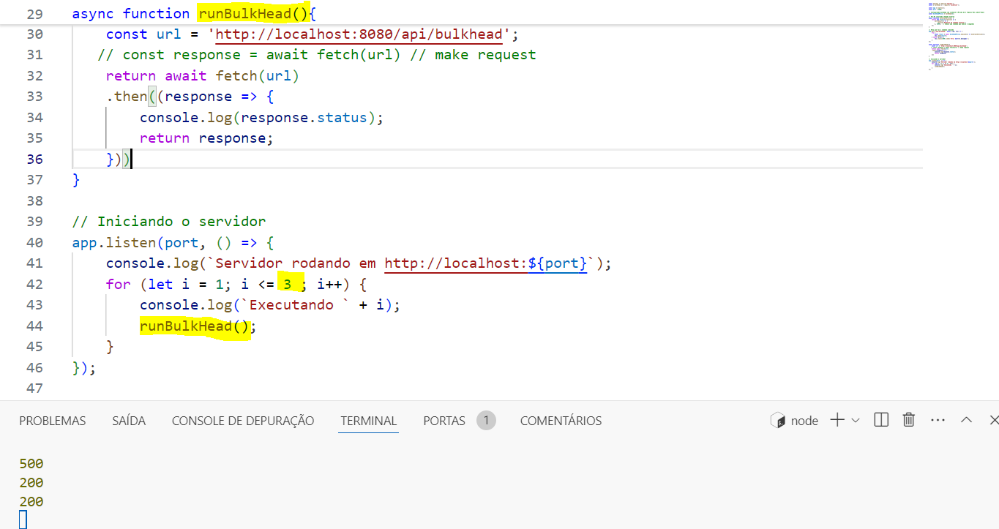 29 async function runBulkHead(){
30 const url = 'http://localhost:8080/api/bulkhead';
31 // const response = await fetch(url) // make request
32 return await fetch(url)
33 .then((response => {
34 console.log(response.status);
35 return response;
36 }))
37 }
38
39 // Iniciando o servidor
40 app.listen(port, () => {
41 console.log(`Servidor rodando em http://localhost:${port}`);
42 for (let i = 1; i <= 3 ; i++) {
43 console.log(`Executando ` + i);
44 runBulkHead();
45 }
46 });
47
PROBLEMAS SAÍDA CONSOLE DE DEPURAÇÃO TERMINAL PORTAS 1 COMENTÁRIOS node
500
200
200